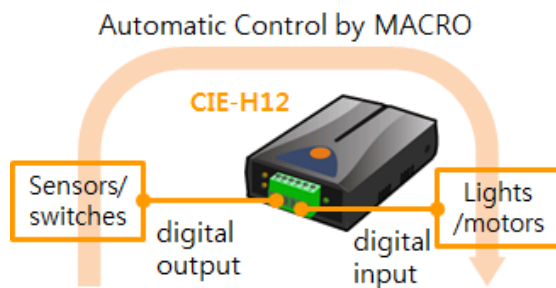 Automatic Control by MACRO
CIE-H12
Sensors/
switches
digital
output
digital
input
Lights
/motors